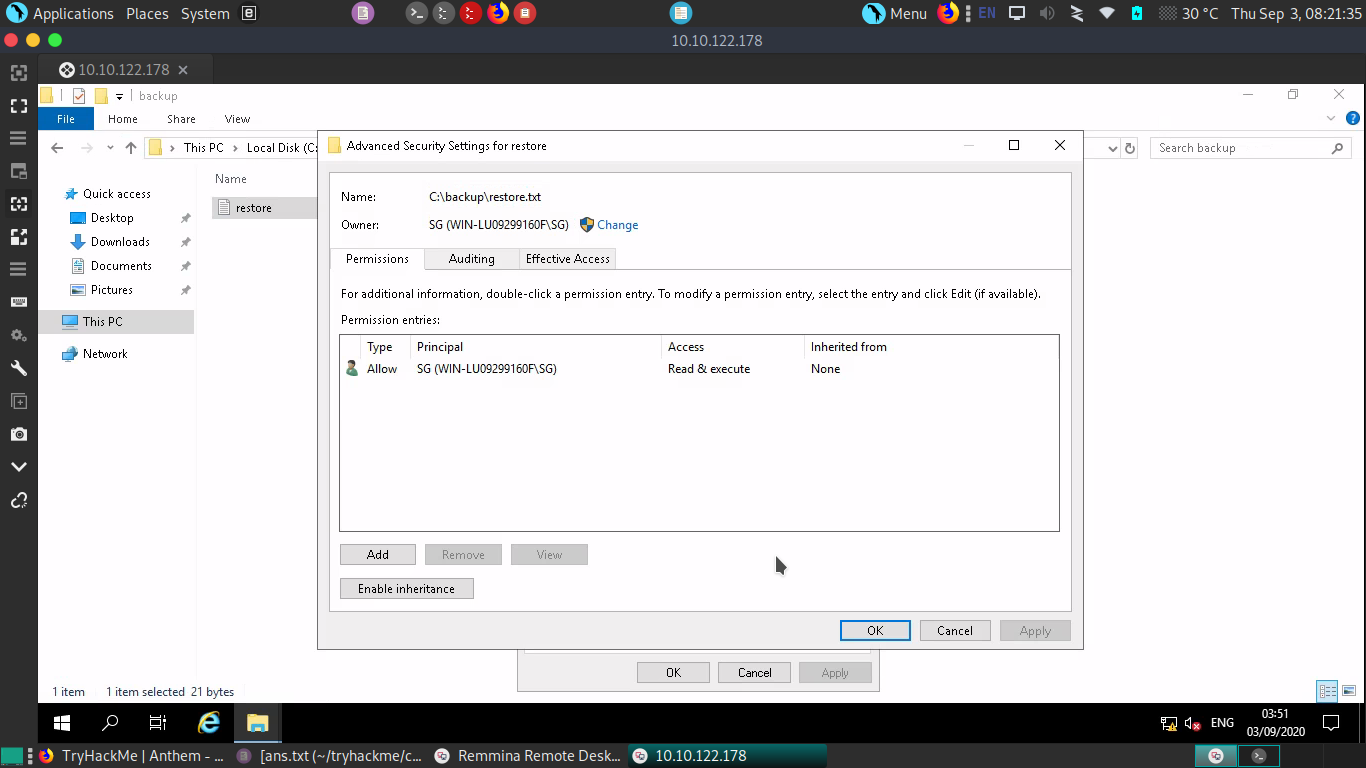 Applications Places System
Menu EN 30 °C Thu Sep 3, 08:21:35
10.10.122.178
10.10.122.178
backup
File Home Share View
This PC Local Disk (C: Search backup
Advanced Security Settings for restore
Name: C:\backup\restore.txt
Owner: SG (WIN-LU09299160F\SG) Change
Permissions Auditing Effective Access
For additional information, double-click a permission entry. To modify a permission entry, select the entry and click Edit (if available).
Permission entries:
Type Principal Access Inherited from
Allow SG (WIN-LU09299160F\SG) Read & execute None
Add Remove View
Enable inheritance
OK Cancel Apply
OK Cancel Apply
Quick access
Desktop
Downloads
Documents
Pictures
This PC
Network
Name
restore
1 item 1 item selected 21 bytes
ENG 03:51
03/09/2020
TryHackMe | Anthem - ... [ans.txt (~/tryhackme/c... Remmina Remote Desk... 10.10.122.178